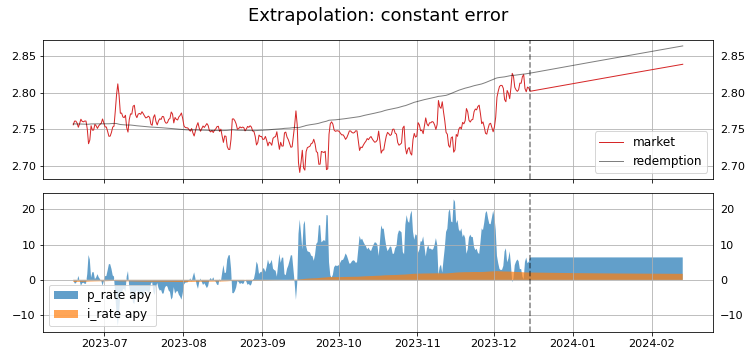 Extrapolation: constant error
2.85 2.85
2.80 2.80
2.75 2.75
2.70 2.70
market
redemption
20 20
10 10
0 0
−10 −10
p_rate apy
i_rate apy
2023-07 2023-08 2023-09 2023-10 2023-11 2023-12 2024-01 2024-02